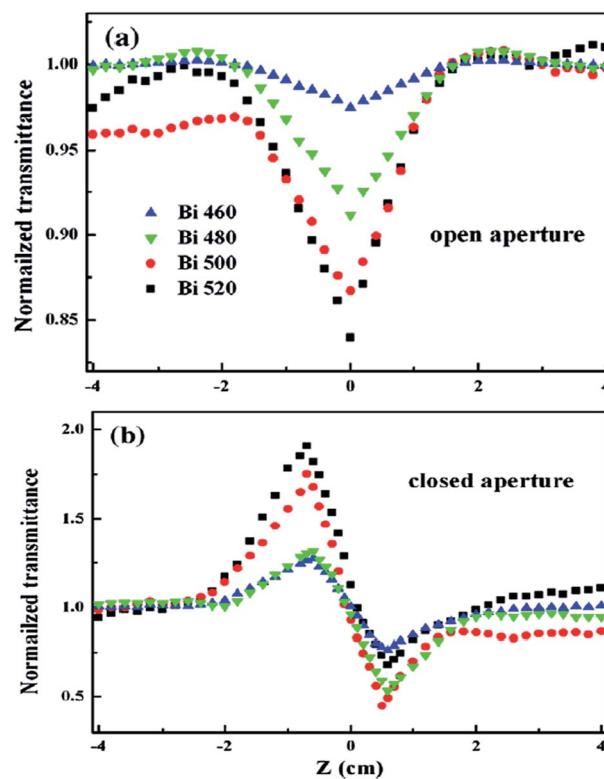 (a)
1.00
0.95
0.90
0.85
Normailzed transmittance
Bi 460
Bi 480
Bi 500
Bi 520
open aperture
-4 -2 0 2 4
(b)
2.0
1.5
1.0
0.5
Normalized transmittance
closed aperture
-4 -2 0 2 4
Z (cm)